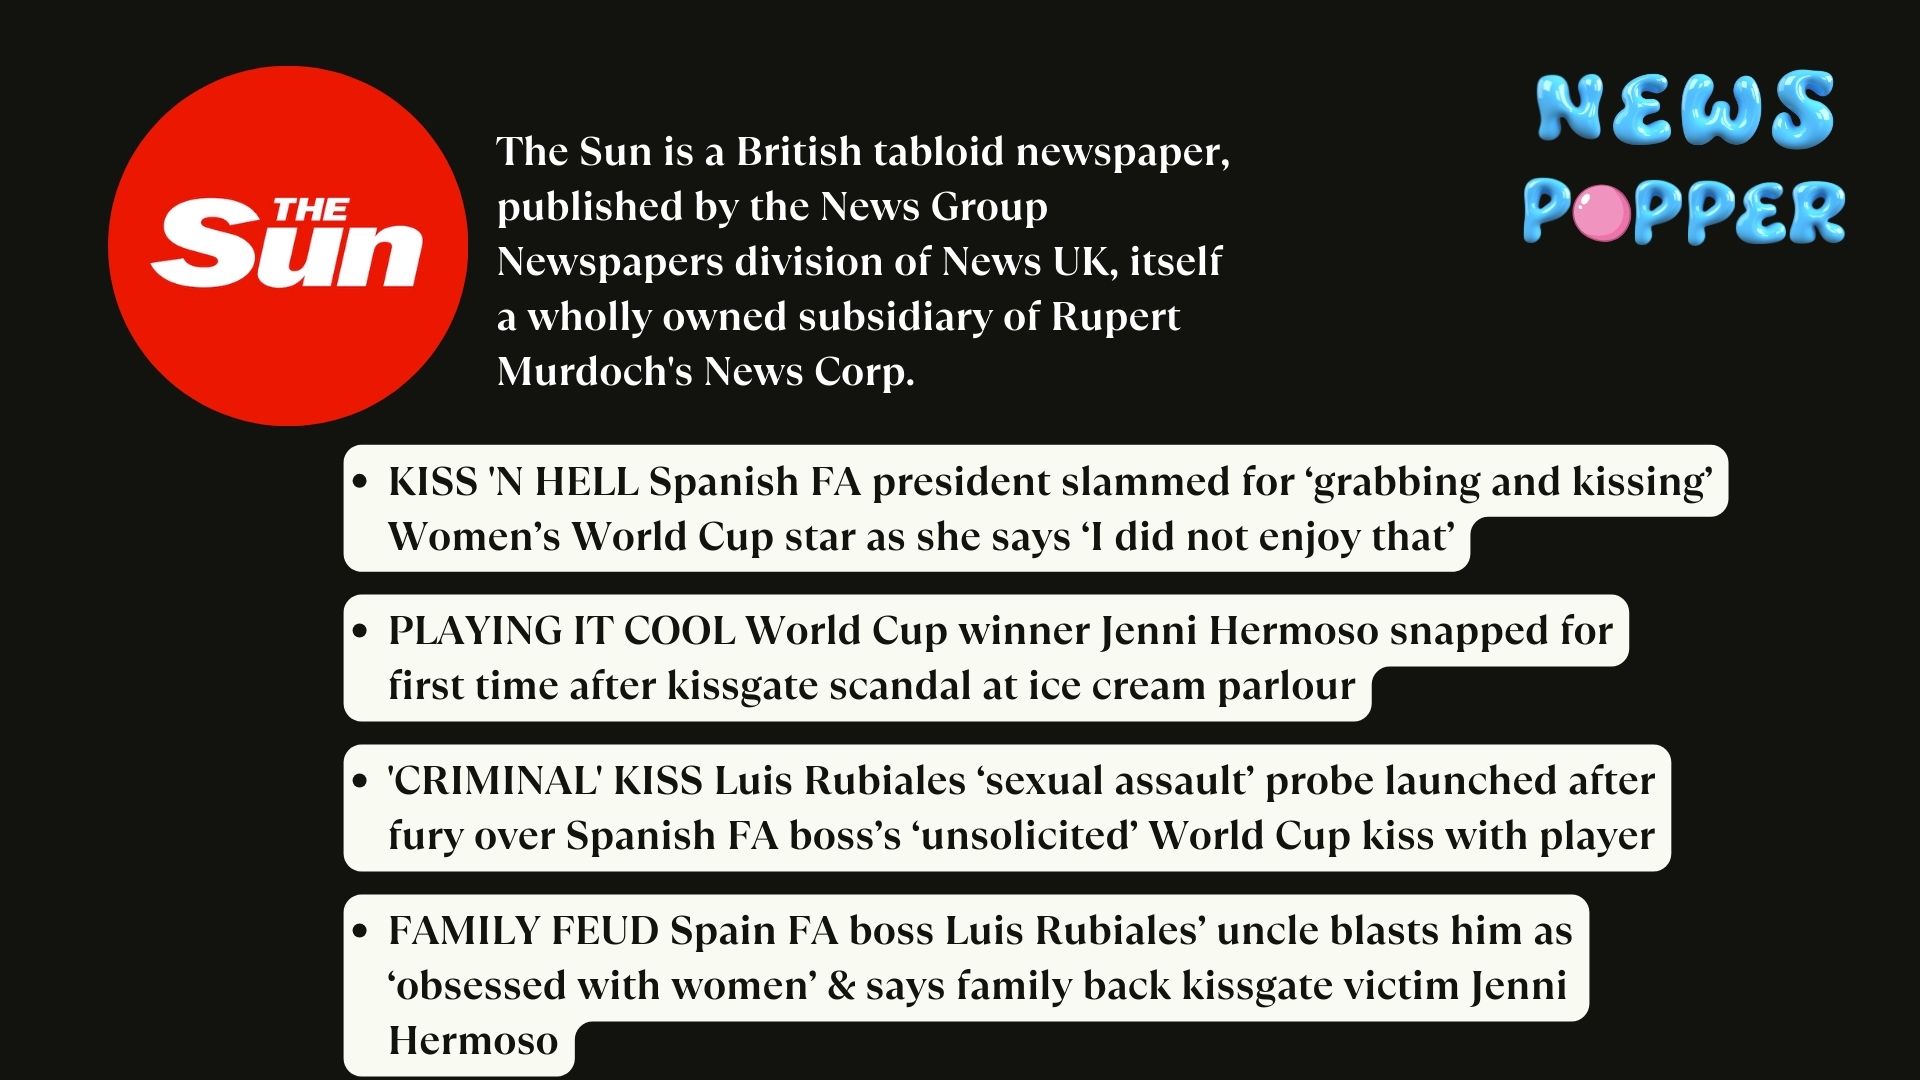 THE
Sun
The Sun is a British tabloid newspaper,
published by the News Group
Newspapers division of News UK, itself
a wholly owned subsidiary of Rupert
Murdoch's News Corp.
NEWS
POPPER
• KISS 'N HELL Spanish FA president slammed for ‘grabbing and kissing’
Women’s World Cup star as she says ‘I did not enjoy that’
• PLAYING IT COOL World Cup winner Jenni Hermoso snapped for
first time after kissgate scandal at ice cream parlour
• 'CRIMINAL' KISS Luis Rubiales ‘sexual assault’ probe launched after
fury over Spanish FA boss’s ‘unsolicited’ World Cup kiss with player
• FAMILY FEUD Spain FA boss Luis Rubiales’ uncle blasts him as
‘obsessed with women’ & says family back kissgate victim Jenni
Hermoso